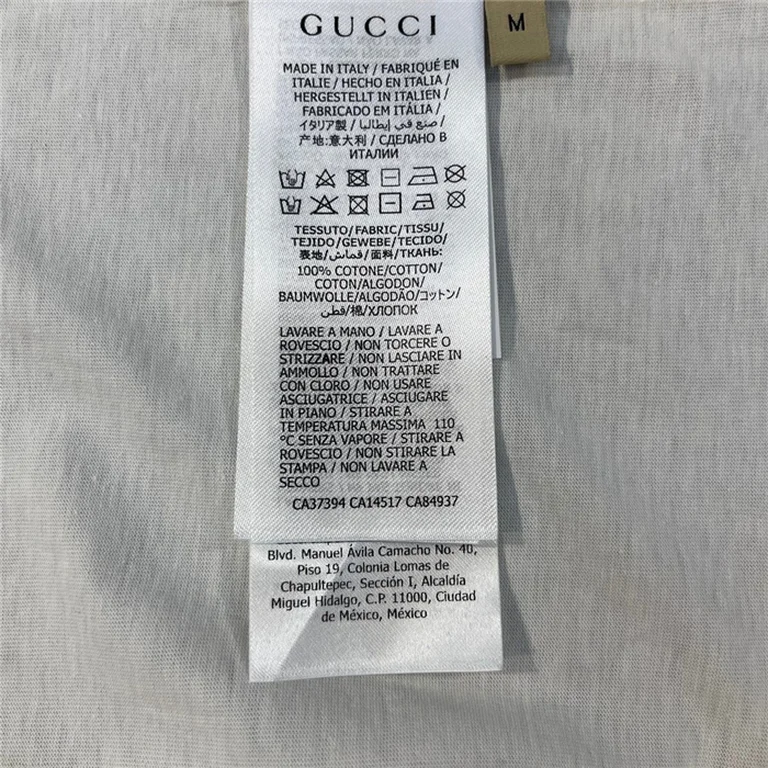 GUCCI
M
MADE IN ITALY / FABRIQUÉ EN
ITALIE / HECHO EN ITALIA /
HERGESTELLT IN ITALIEN /
FABRICADO EM ITÁLIA /
イタリア製 / صنع في إيطاليا /
产地:意大利 / СДЕЛАНО В
ИТАЛИИ
TESSUTO/FABRIC/TISSU/
TEJIDO/GEWEBE/TECIDO/
表地/قماش/面料/ТКАНЬ:
100% COTONE/COTTON/
COTON/ALGODON/
BAUMWOLLE/ALGODÃO/コットン/
قطن/棉/ХЛОПОК
LAVARE A MANO / LAVARE A
ROVESCIO / NON TORCERE O
STRIZZARE / NON LASCIARE IN
AMMOLLO / NON TRATTARE
CON CLORO / NON USARE
ASCIUGATRICE / ASCIUGARE
IN PIANO / STIRARE A
TEMPERATURA MASSIMA 110
°C SENZA VAPORE / STIRARE A
ROVESCIO / NON STIRARE LA
STAMPA / NON LAVARE A
SECCO
CA37394 CA14517 CA84937
Blvd. Manuel Ávila Camacho No. 40,
Piso 19, Colonia Lomas de
Chapultepec, Sección I, Alcaldía
Miguel Hidalgo, C.P. 11000, Ciudad
de México, México